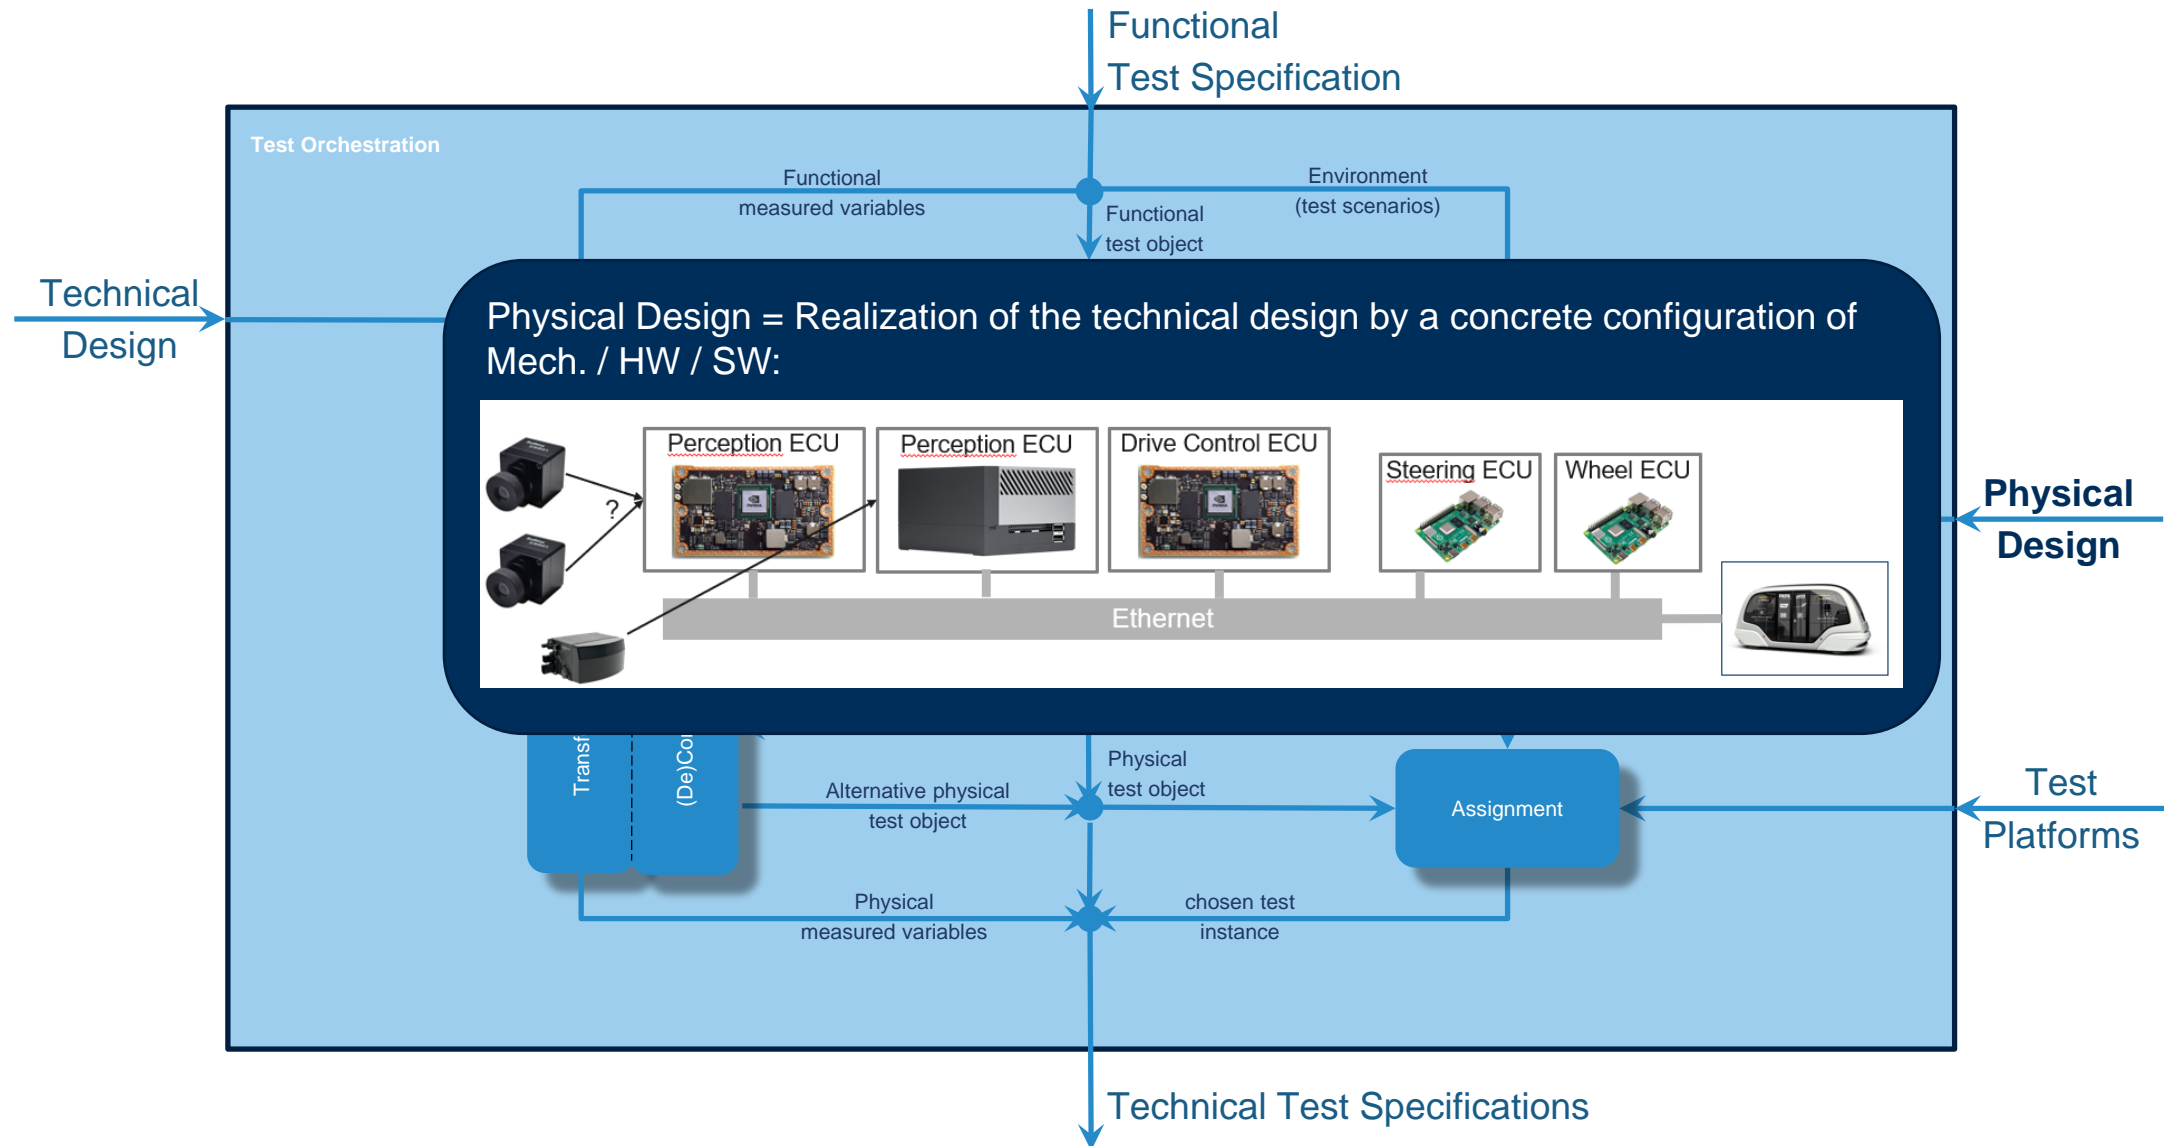 Functional
Test Specification
Test Orchestration
Functional
measured variables
Environment
(test scenarios)
Functional
test object
Technical
Design
Physical Design = Realization of the technical design by a concrete configuration of
Mech. / HW / SW:
Perception ECU
Perception ECU
Drive Control ECU
Steering ECU
Wheel ECU
?
Ethernet
Physical
Design
Physical
test object
Alternative physical
test object
Assignment
Test
Platforms
Physical
measured variables
chosen test
instance
Technical Test Specifications